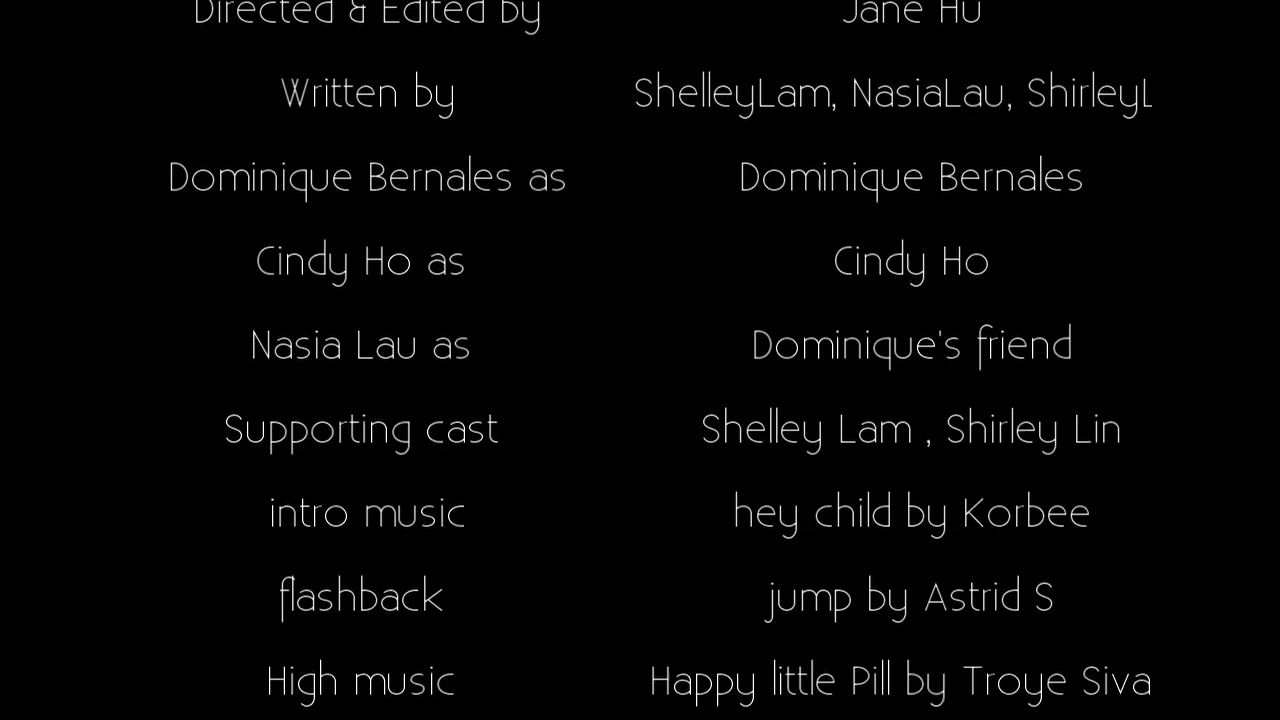 Directed & Edited by Jane Hu
Written by ShelleyLam, NasiaLau, ShirleyL
Dominique Bernales as Dominique Bernales
Cindy Ho as Cindy Ho
Nasia Lau as Dominique's friend
Supporting cast Shelley Lam , Shirley Lin
intro music hey child by Korbee
flashback jump by Astrid S
High music Happy little Pill by Troye Siva